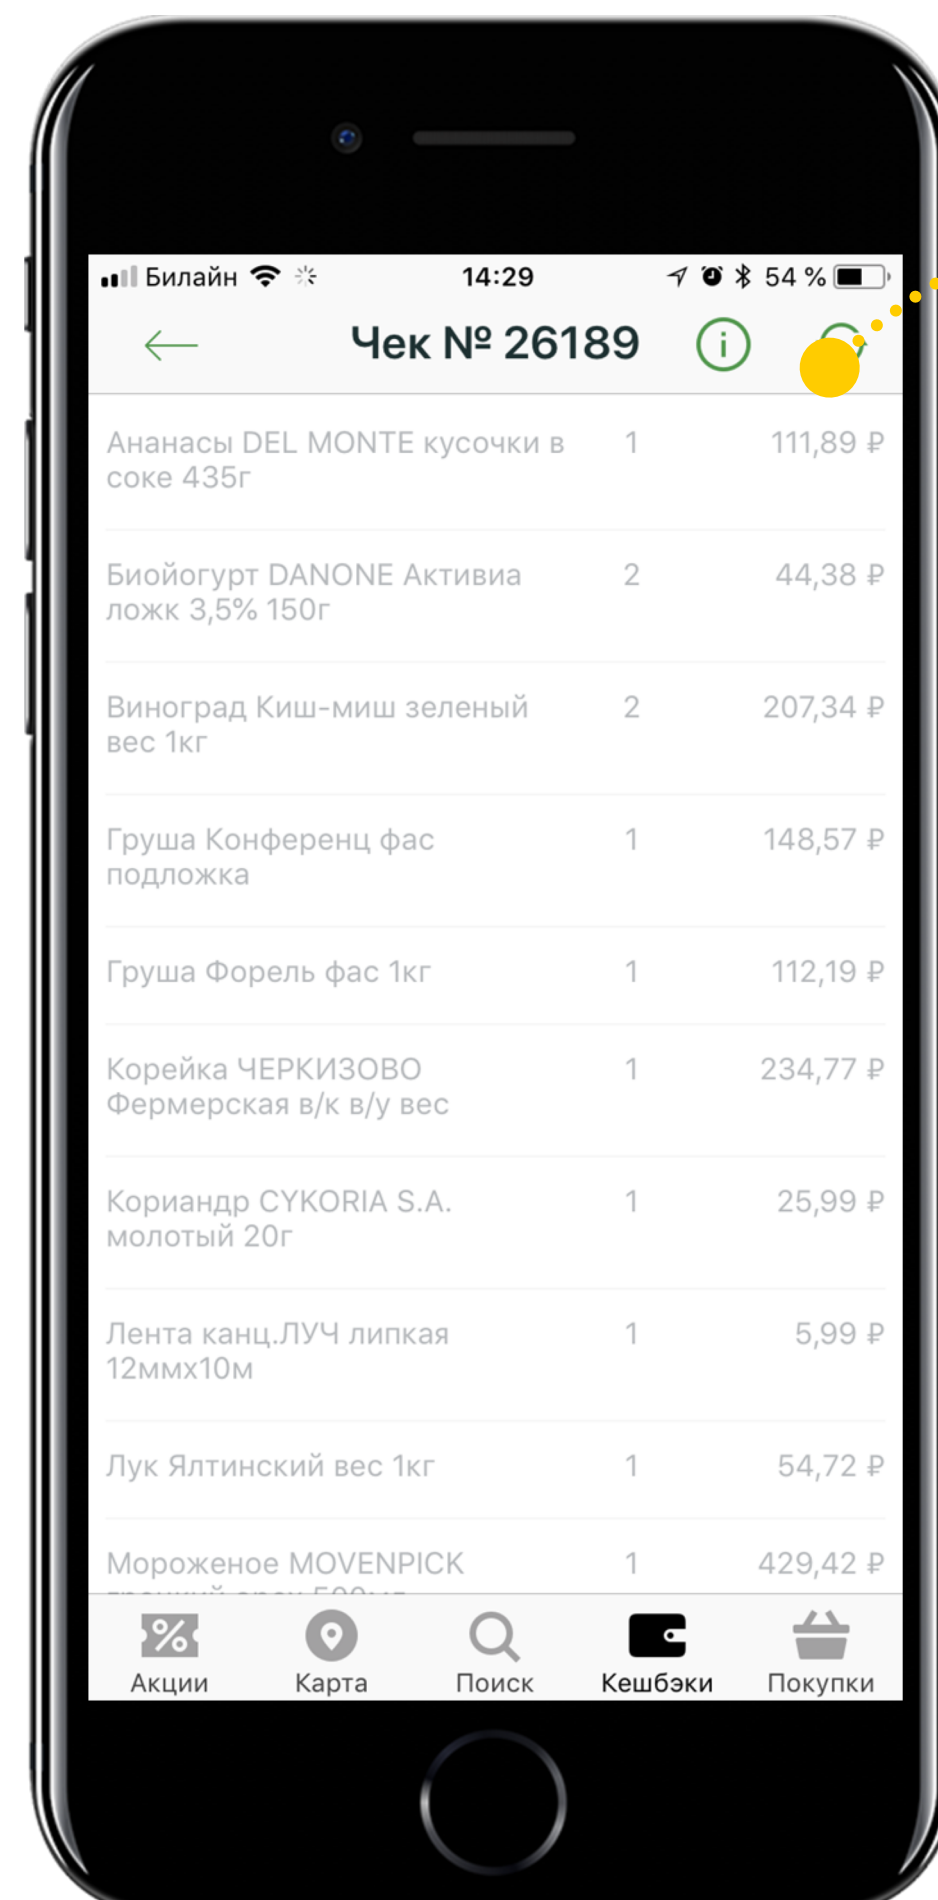 Билайн 14:29 54 %
Чек № 26189
Ананасы DEL MONTE кусочки в 1 111,89 ₽
соке 435г
Биойогурт DANONE Активиа 2 44,38 ₽
ложк 3,5% 150г
Виноград Киш-миш зеленый 2 207,34 ₽
вес 1кг
Груша Конференц фас 1 148,57 ₽
подложка
Груша Форель фас 1кг 1 112,19 ₽
Корейка ЧЕРКИЗОВО 1 234,77 ₽
Фермерская в/к в/у вес
Кориандр CYKORIA S.A. 1 25,99 ₽
молотый 20г
Лента канц.ЛУЧ липкая 1 5,99 ₽
12ммх10м
Лук Ялтинский вес 1кг 1 54,72 ₽
Мороженое MOVENPICK 1 429,42 ₽
Акции Карта Поиск Кешбэки Покупки